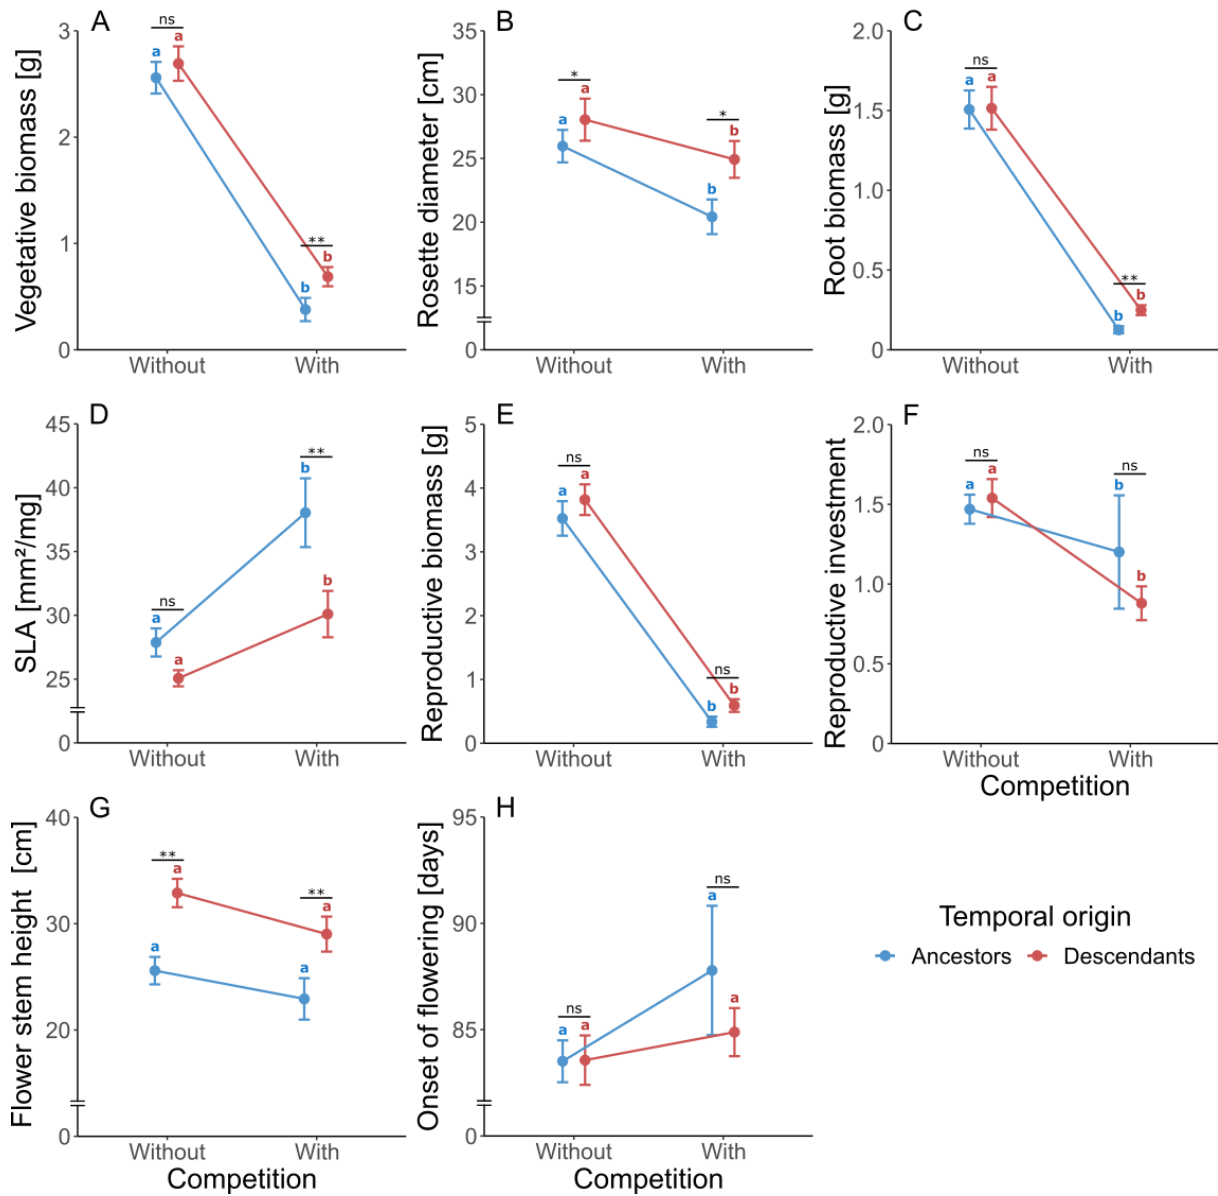 A
Vegetative biomass [g]
3
2
1
0
ns
a
a
**
b
b
Without
With
B
Rosette diameter [cm]
35
30
25
20
15
0
*
a
a
*
b
b
Without
With
C
Root biomass [g]
2.0
1.5
1.0
0.5
0
ns
a
a
**
b
b
Without
With
D
SLA [mm²/mg]
45
40
35
30
25
0
ns
a
a
**
b
b
Without
With
E
Reproductive biomass [g]
5
4
3
2
1
0
ns
a
a
ns
b
b
Without
With
F
Reproductive investment
2.0
1.5
1.0
0.5
0
ns
a
a
ns
b
b
Without
With
Competition
G
Flower stem height [cm]
40
30
20
0
**
a
a
**
a
a
Without
With
Competition
H
Onset of flowering [days]
95
90
85
0
ns
a
a
ns
a
a
Without
With
Competition
Temporal origin
Ancestors
Descendants